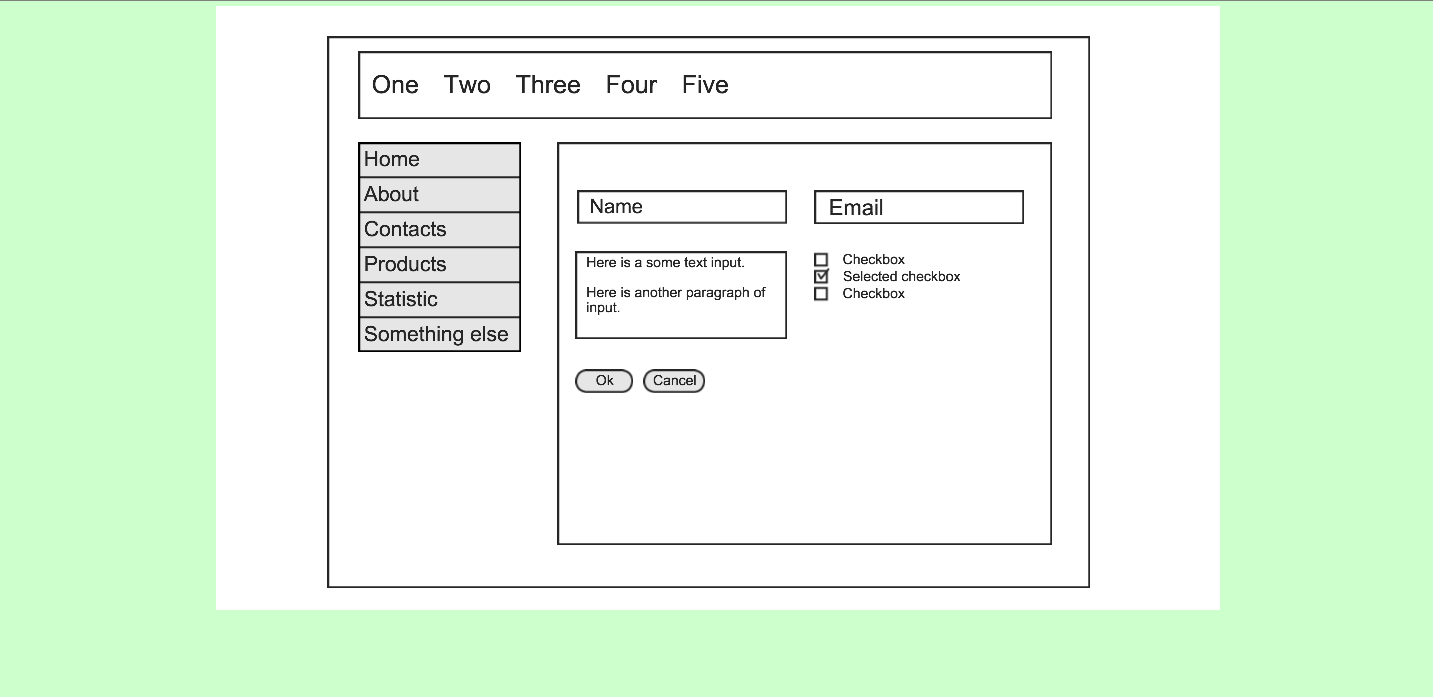 One Two Three Four Five
Home
About
Contacts
Products
Statistic
Something else
Name
Email
Here is a some text input.
Here is another paragraph of
input.
Checkbox
Selected checkbox
Checkbox
Ok
Cancel